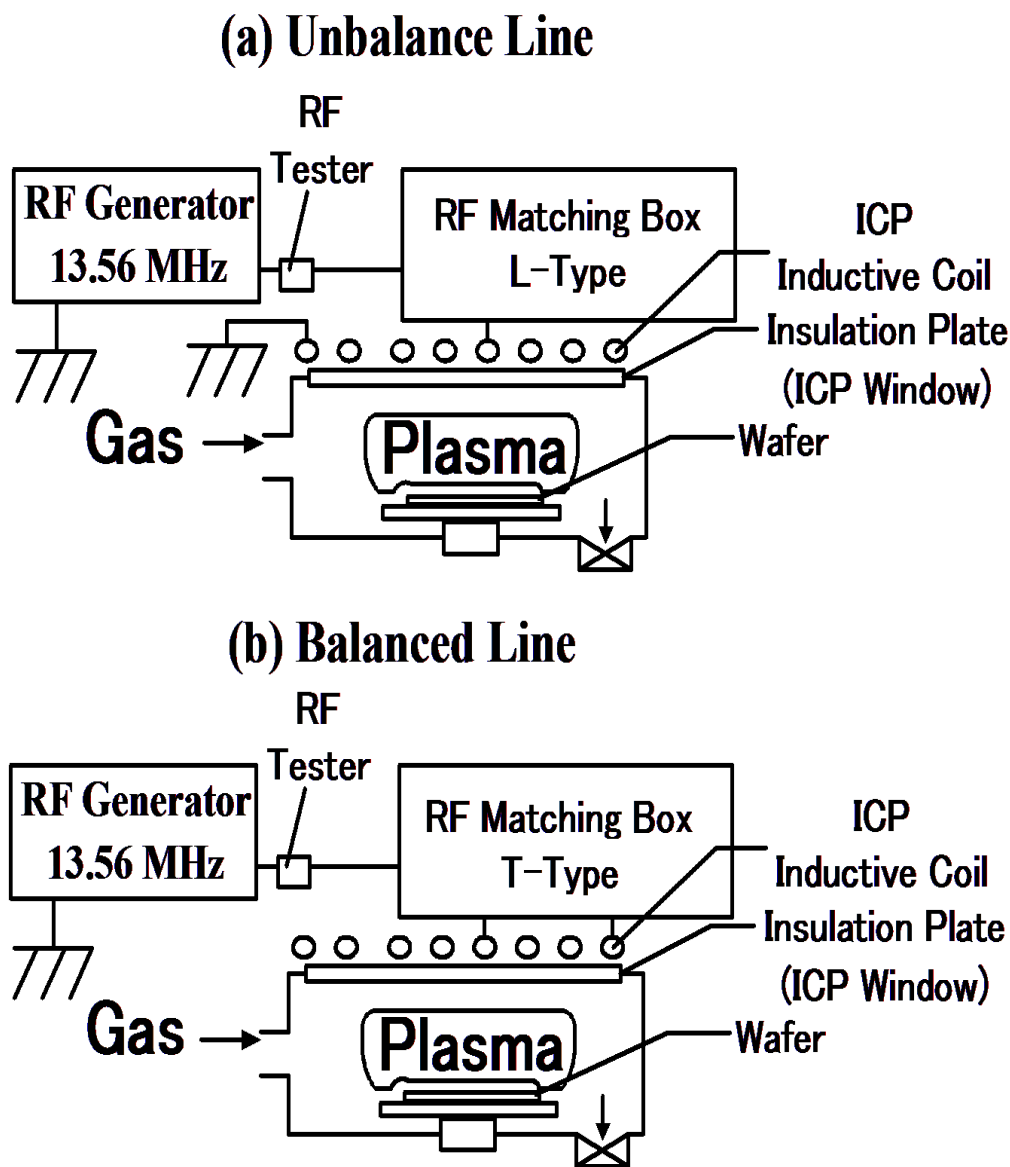 (a) Unbalance Line
RF
Tester
RF Generator
13.56 MHz
RF Matching Box
L-Type
ICP
Inductive Coil
Insulation Plate
(ICP Window)
Gas
Plasma
Wafer
(b) Balanced Line
RF
Tester
RF Generator
13.56 MHz
RF Matching Box
T-Type
ICP
Inductive Coil
Insulation Plate
(ICP Window)
Gas
Plasma
Wafer